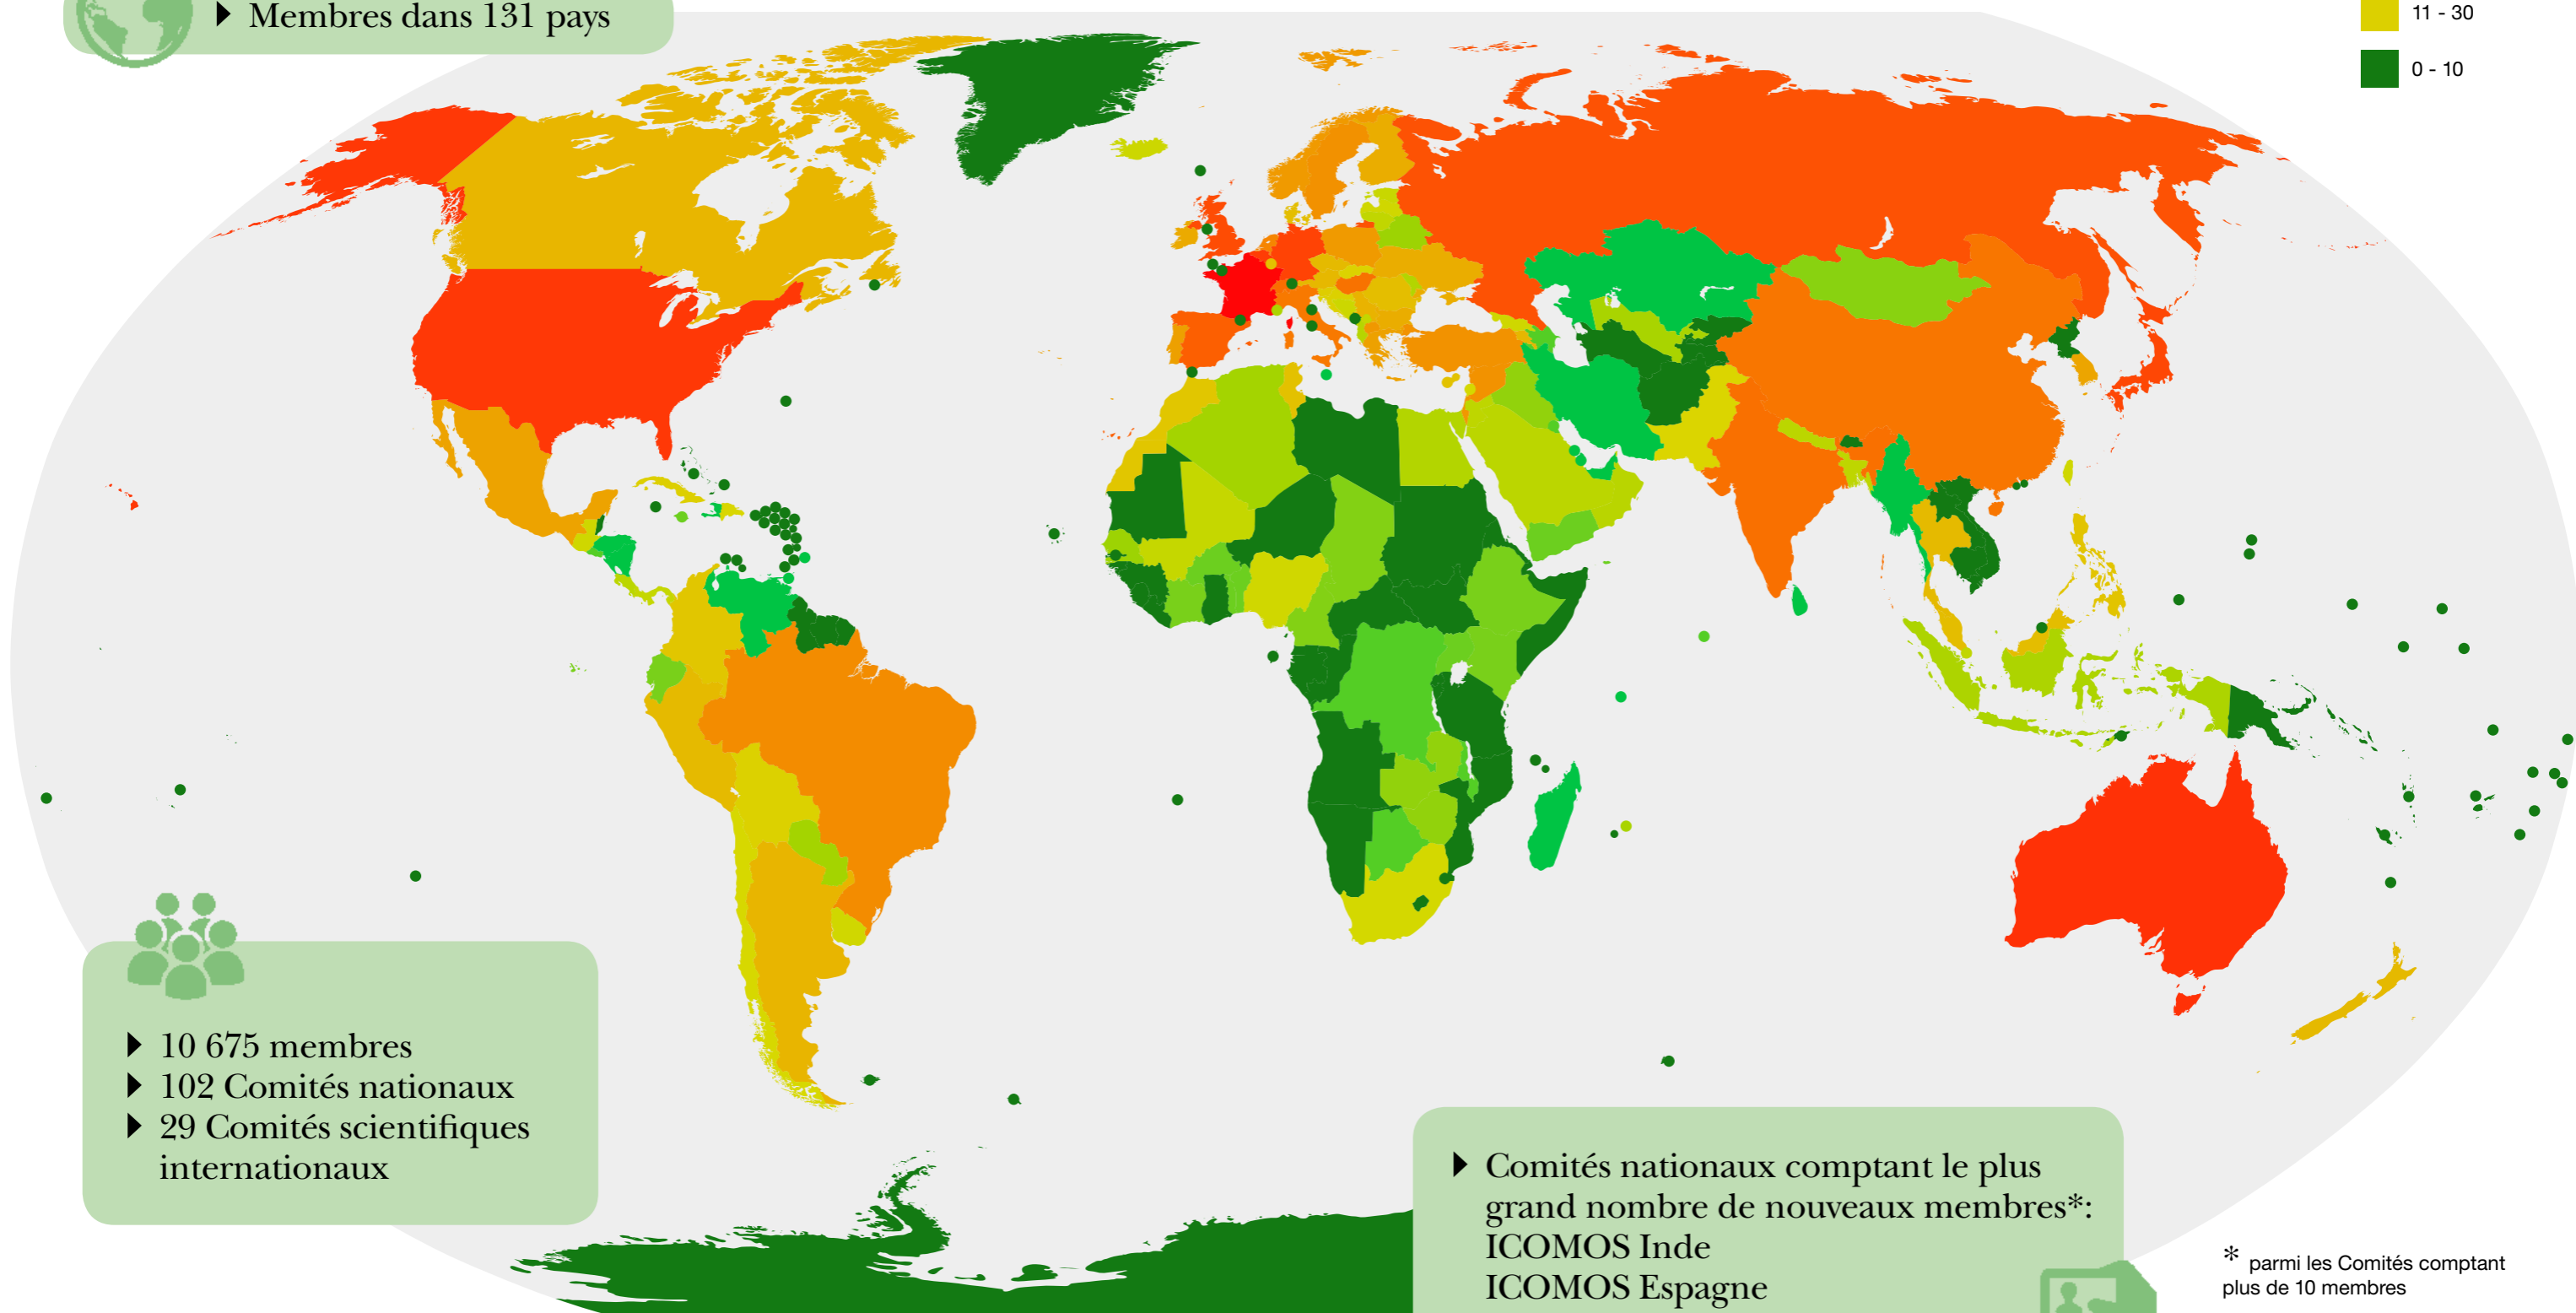 ▶ Membres dans 131 pays
11 - 30
0 - 10
▶ 10 675 membres
▶ 102 Comités nationaux
▶ 29 Comités scientifiques
internationaux
▶ Comités nationaux comptant le plus
grand nombre de nouveaux membres*:
ICOMOS Inde
ICOMOS Espagne
* parmi les Comités comptant
plus de 10 membres